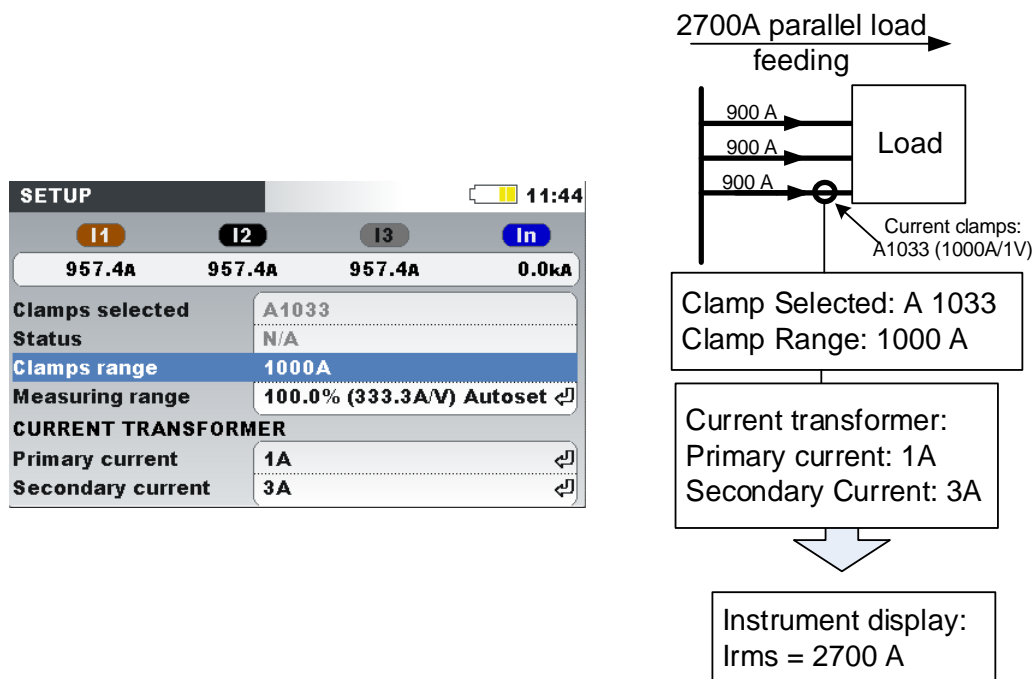 SETUP
11:44
I1 I2 I3 In
957.4A 957.4A 957.4A 0.0kA
Clamps selected A1033
Status N/A
Clamps range 1000A
Measuring range 100.0% (333.3A/V) Autoset
CURRENT TRANSFORMER
Primary current 1A
Secondary current 3A
2700A parallel load
feeding
900 A
900 A
900 A
Load
Current clamps:
A1033 (1000A/1V)
Clamp Selected: A 1033
Clamp Range: 1000 A
Current transformer:
Primary current: 1A
Secondary Current: 3A
Instrument display:
Irms = 2700 A